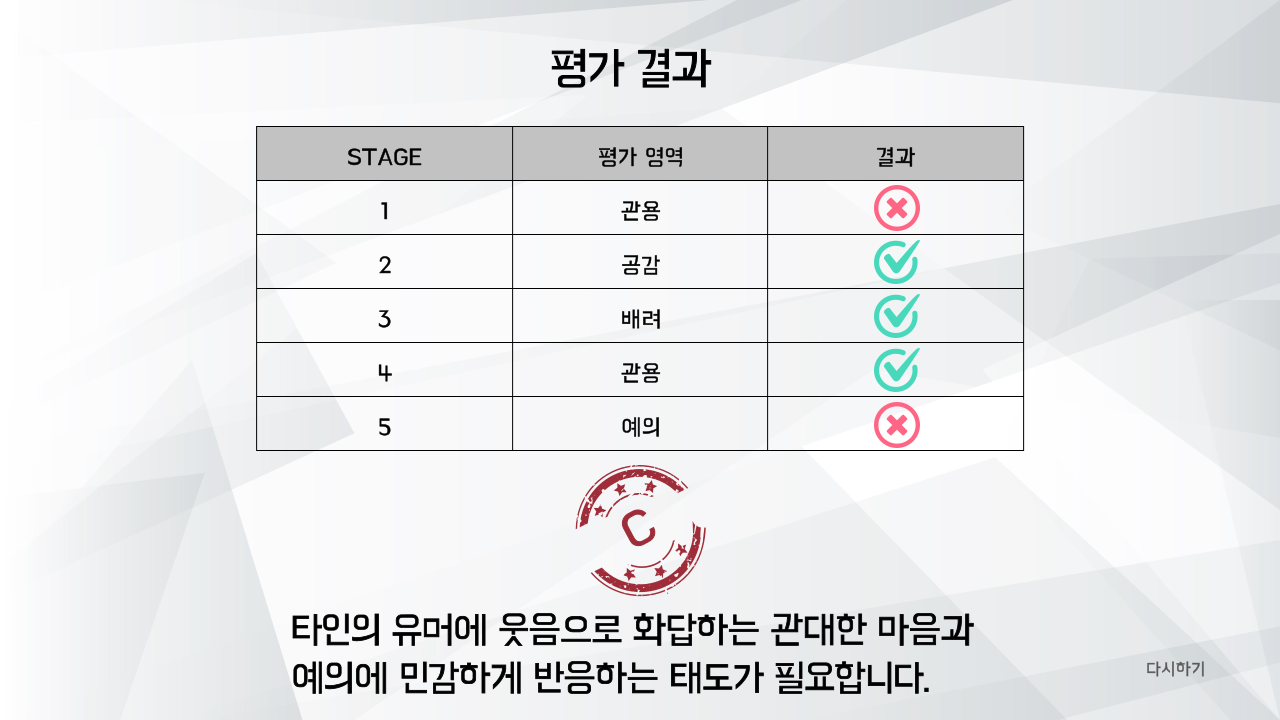 평가 결과
STAGE 평가 영역 결과
1 관용
2 공감
3 배려
4 관용
5 예의
C
타인의 유머에 웃음으로 화답하는 관대한 마음과
예의에 민감하게 반응하는 태도가 필요합니다.
다시하기